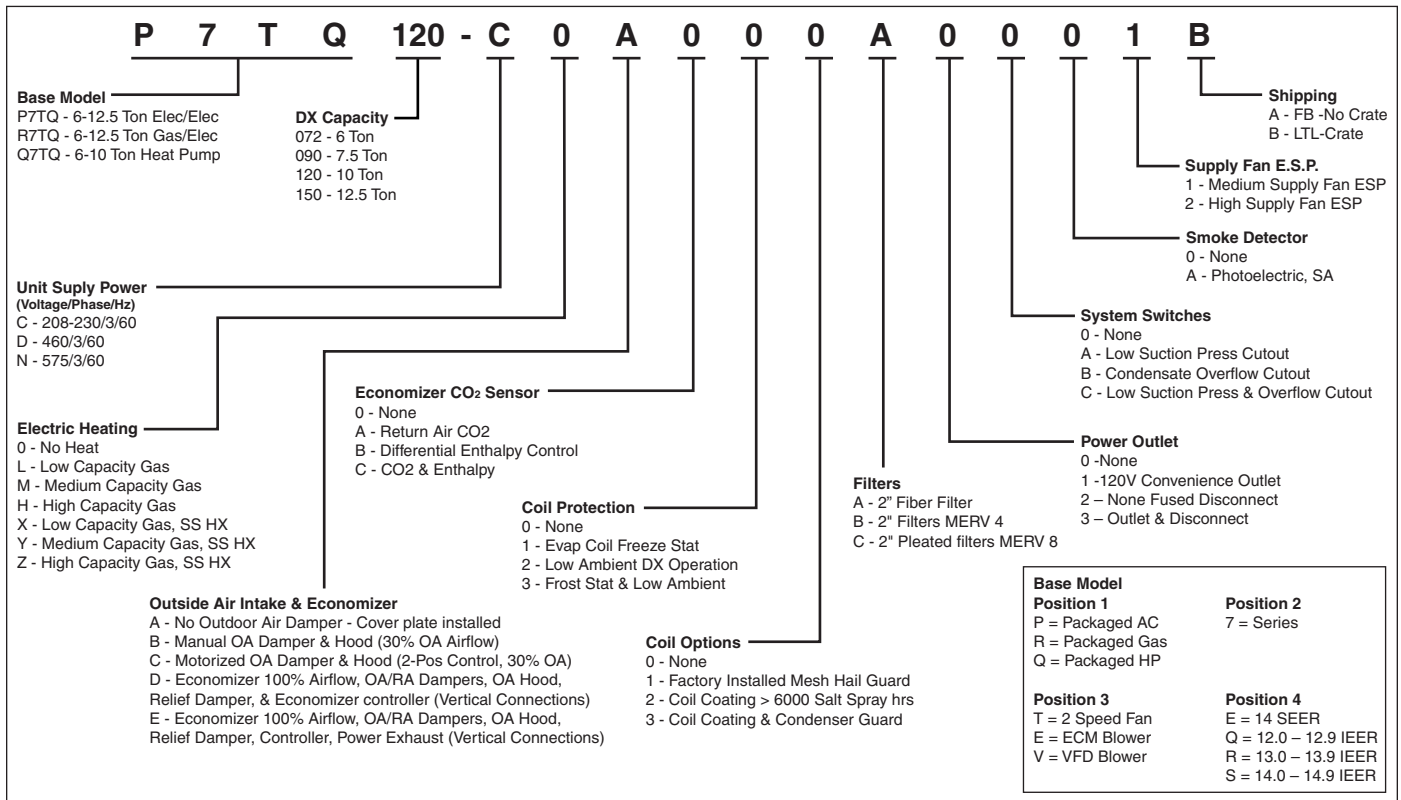 P 7 T Q 120 - C 0 A 0 0 0 A 0 0 0 1 B
Base Model
P7TQ - 6-12.5 Ton Elec/Elec
R7TQ - 6-12.5 Ton Gas/Elec
Q7TQ - 6-10 Ton Heat Pump
DX Capacity
072 - 6 Ton
090 - 7.5 Ton
120 - 10 Ton
150 - 12.5 Ton
Shipping
A - FB -No Crate
B - LTL-Crate
Supply Fan E.S.P.
1 - Medium Supply Fan ESP
2 - High Supply Fan ESP
Smoke Detector
0 - None
A - Photoelectric, SA
Unit Suply Power
(Voltage/Phase/Hz)
C - 208-230/3/60
D - 460/3/60
N - 575/3/60
System Switches
0 - None
A - Low Suction Press Cutout
B - Condensate Overflow Cutout
C - Low Suction Press & Overflow Cutout
Economizer CO2 Sensor
0 - None
A - Return Air CO2
B - Differential Enthalpy Control
C - CO2 & Enthalpy
Electric Heating
0 - No Heat
L - Low Capacity Gas
M - Medium Capacity Gas
H - High Capacity Gas
X - Low Capacity Gas, SS HX
Y - Medium Capacity Gas, SS HX
Z - High Capacity Gas, SS HX
Power Outlet
0 -None
1 -120V Convenience Outlet
2 – None Fused Disconnect
3 – Outlet & Disconnect
Filters
A - 2” Fiber Filter
B - 2" Filters MERV 4
C - 2" Pleated filters MERV 8
Coil Protection
0 - None
1 - Evap Coil Freeze Stat
2 - Low Ambient DX Operation
3 - Frost Stat & Low Ambient
Outside Air Intake & Economizer
A - No Outdoor Air Damper - Cover plate installed
B - Manual OA Damper & Hood (30% OA Airflow)
C - Motorized OA Damper & Hood (2-Pos Control, 30% OA)
D - Economizer 100% Airflow, OA/RA Dampers, OA Hood,
Relief Damper, & Economizer controller (Vertical Connections)
E - Economizer 100% Airflow, OA/RA Dampers, OA Hood,
Relief Damper, Controller, Power Exhaust (Vertical Connections)
Coil Options
0 - None
1 - Factory Installed Mesh Hail Guard
2 - Coil Coating > 6000 Salt Spray hrs
3 - Coil Coating & Condenser Guard
Base Model
Position 1
P = Packaged AC
R = Packaged Gas
Q = Packaged HP
Position 2
7 = Series
Position 3
T = 2 Speed Fan
E = ECM Blower
V = VFD Blower
Position 4
E = 14 SEER
Q = 12.0 – 12.9 IEER
R = 13.0 – 13.9 IEER
S = 14.0 – 14.9 IEER